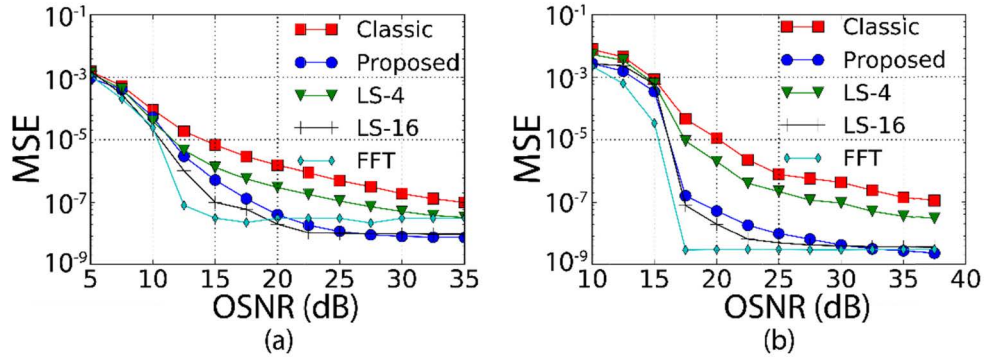 MSE
10^-1
10^-3
10^-5
10^-7
10^-9
Classic
Proposed
LS-4
LS-16
FFT
5 10 15 20 25 30 35
OSNR (dB)
(a)
MSE
10^-1
10^-3
10^-5
10^-7
10^-9
Classic
Proposed
LS-4
LS-16
FFT
10 15 20 25 30 35 40
OSNR (dB)
(b)